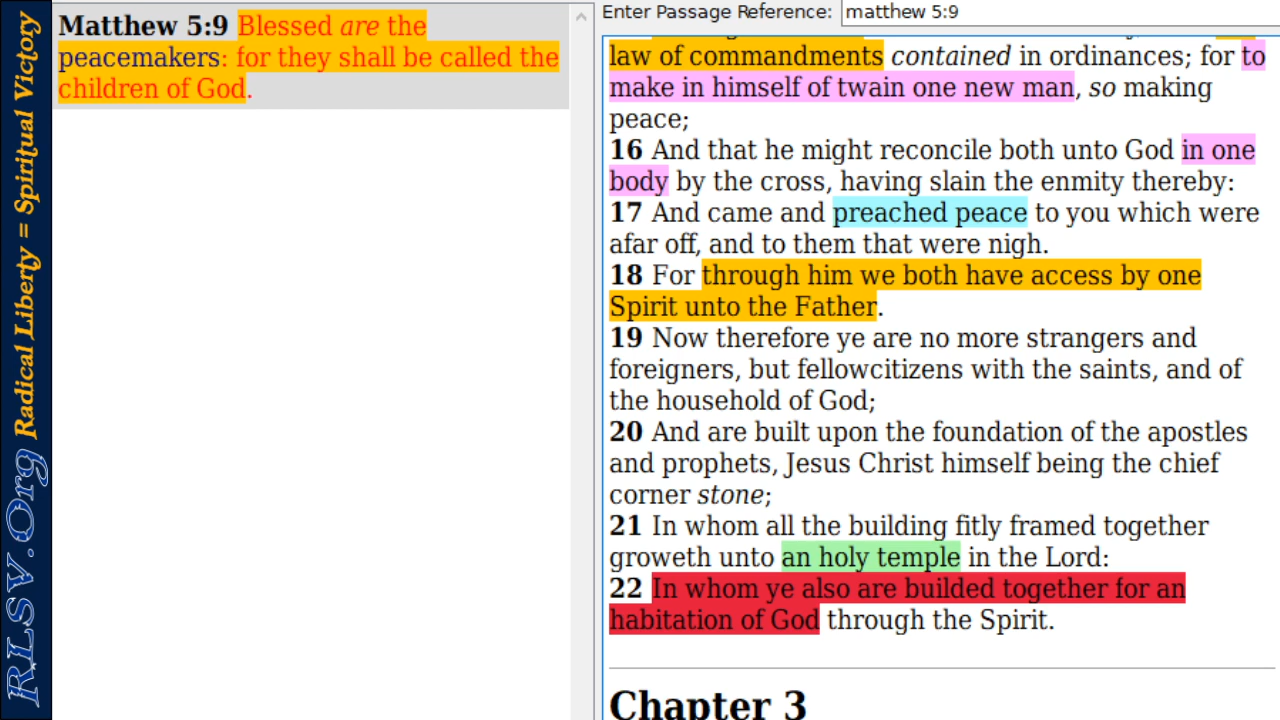 RLSV.Org Radical Liberty = Spiritual Victory
Matthew 5:9 Blessed are the
peacemakers: for they shall be called the
children of God.
Enter Passage Reference: matthew 5:9
law of commandments contained in ordinances; for to
make in himself of twain one new man, so making
peace;
16 And that he might reconcile both unto God in one
body by the cross, having slain the enmity thereby:
17 And came and preached peace to you which were
afar off, and to them that were nigh.
18 For through him we both have access by one
Spirit unto the Father.
19 Now therefore ye are no more strangers and
foreigners, but fellowcitizens with the saints, and of
the household of God;
20 And are built upon the foundation of the apostles
and prophets, Jesus Christ himself being the chief
corner stone;
21 In whom all the building fitly framed together
groweth unto an holy temple in the Lord:
22 In whom ye also are builded together for an
habitation of God through the Spirit.
Chapter 3